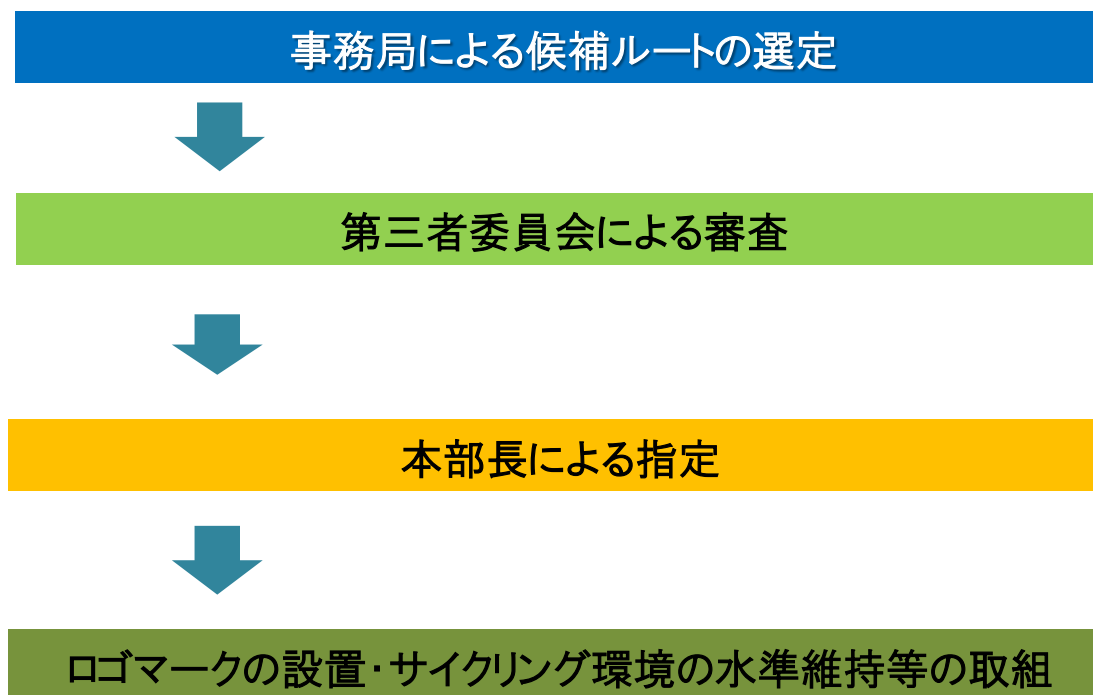 事務局による候補ルートの選定
第三者委員会による審査
本部長による指定
ロゴマークの設置・サイクリング環境の水準維持等の取組